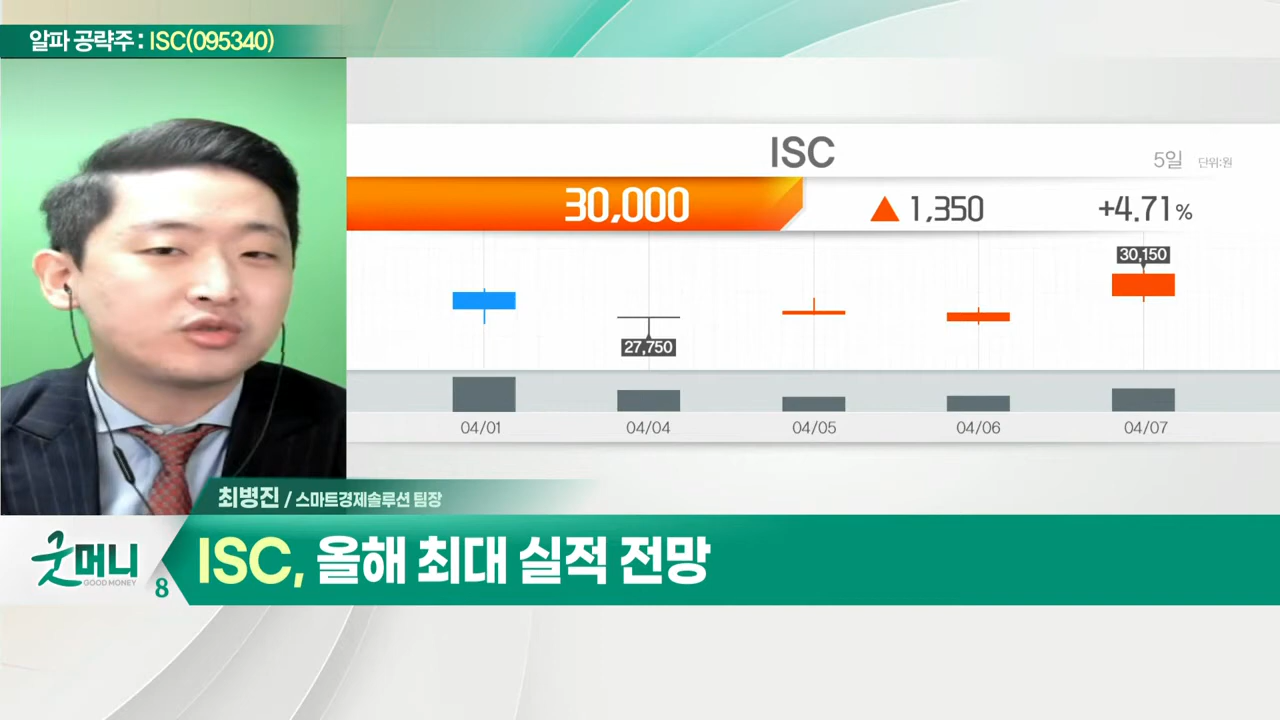 알파 공략주 : ISC(095340)
ISC
5일 단위:원
30,000 ▲ 1,350 +4.71%
30,150
27,750
04/01 04/04 04/05 04/06 04/07
최병진 / 스마트경제솔루션 팀장
굿머니
GOOD MONEY
8
ISC, 올해 최대 실적 전망